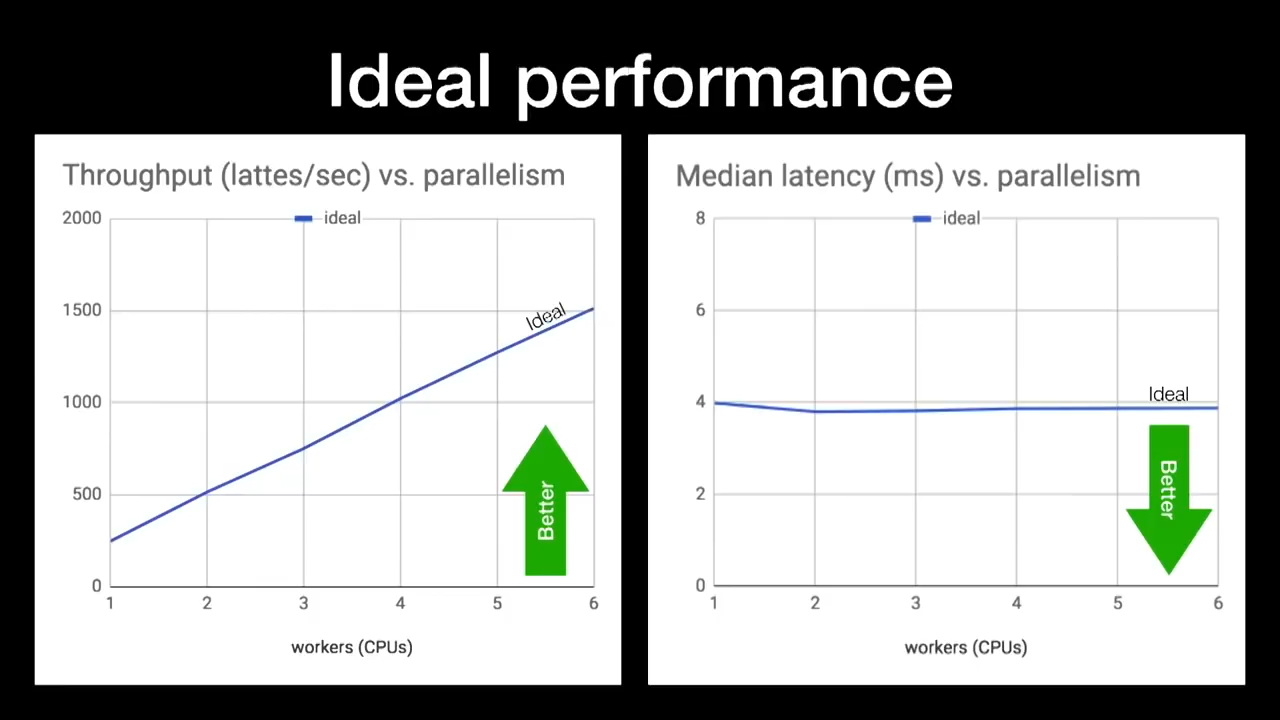 Ideal performance
Throughput (lattes/sec) vs. parallelism
ideal
2000
1500
1000
500
0
1 2 3 4 5 6
Ideal
Better
workers (CPUs)
Median latency (ms) vs. parallelism
ideal
8
6
4
2
0
1 2 3 4 5 6
Ideal
Better
workers (CPUs)